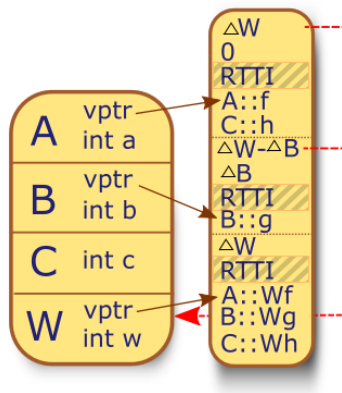 A
vptr
int a
B
vptr
int b
C
int c
W
vptr
int w
△W
0
RTTI
A::f
C::h
△W-△B
△B
RTTI
B::g
△W
RTTI
A::Wf
B::Wg
C::Wh